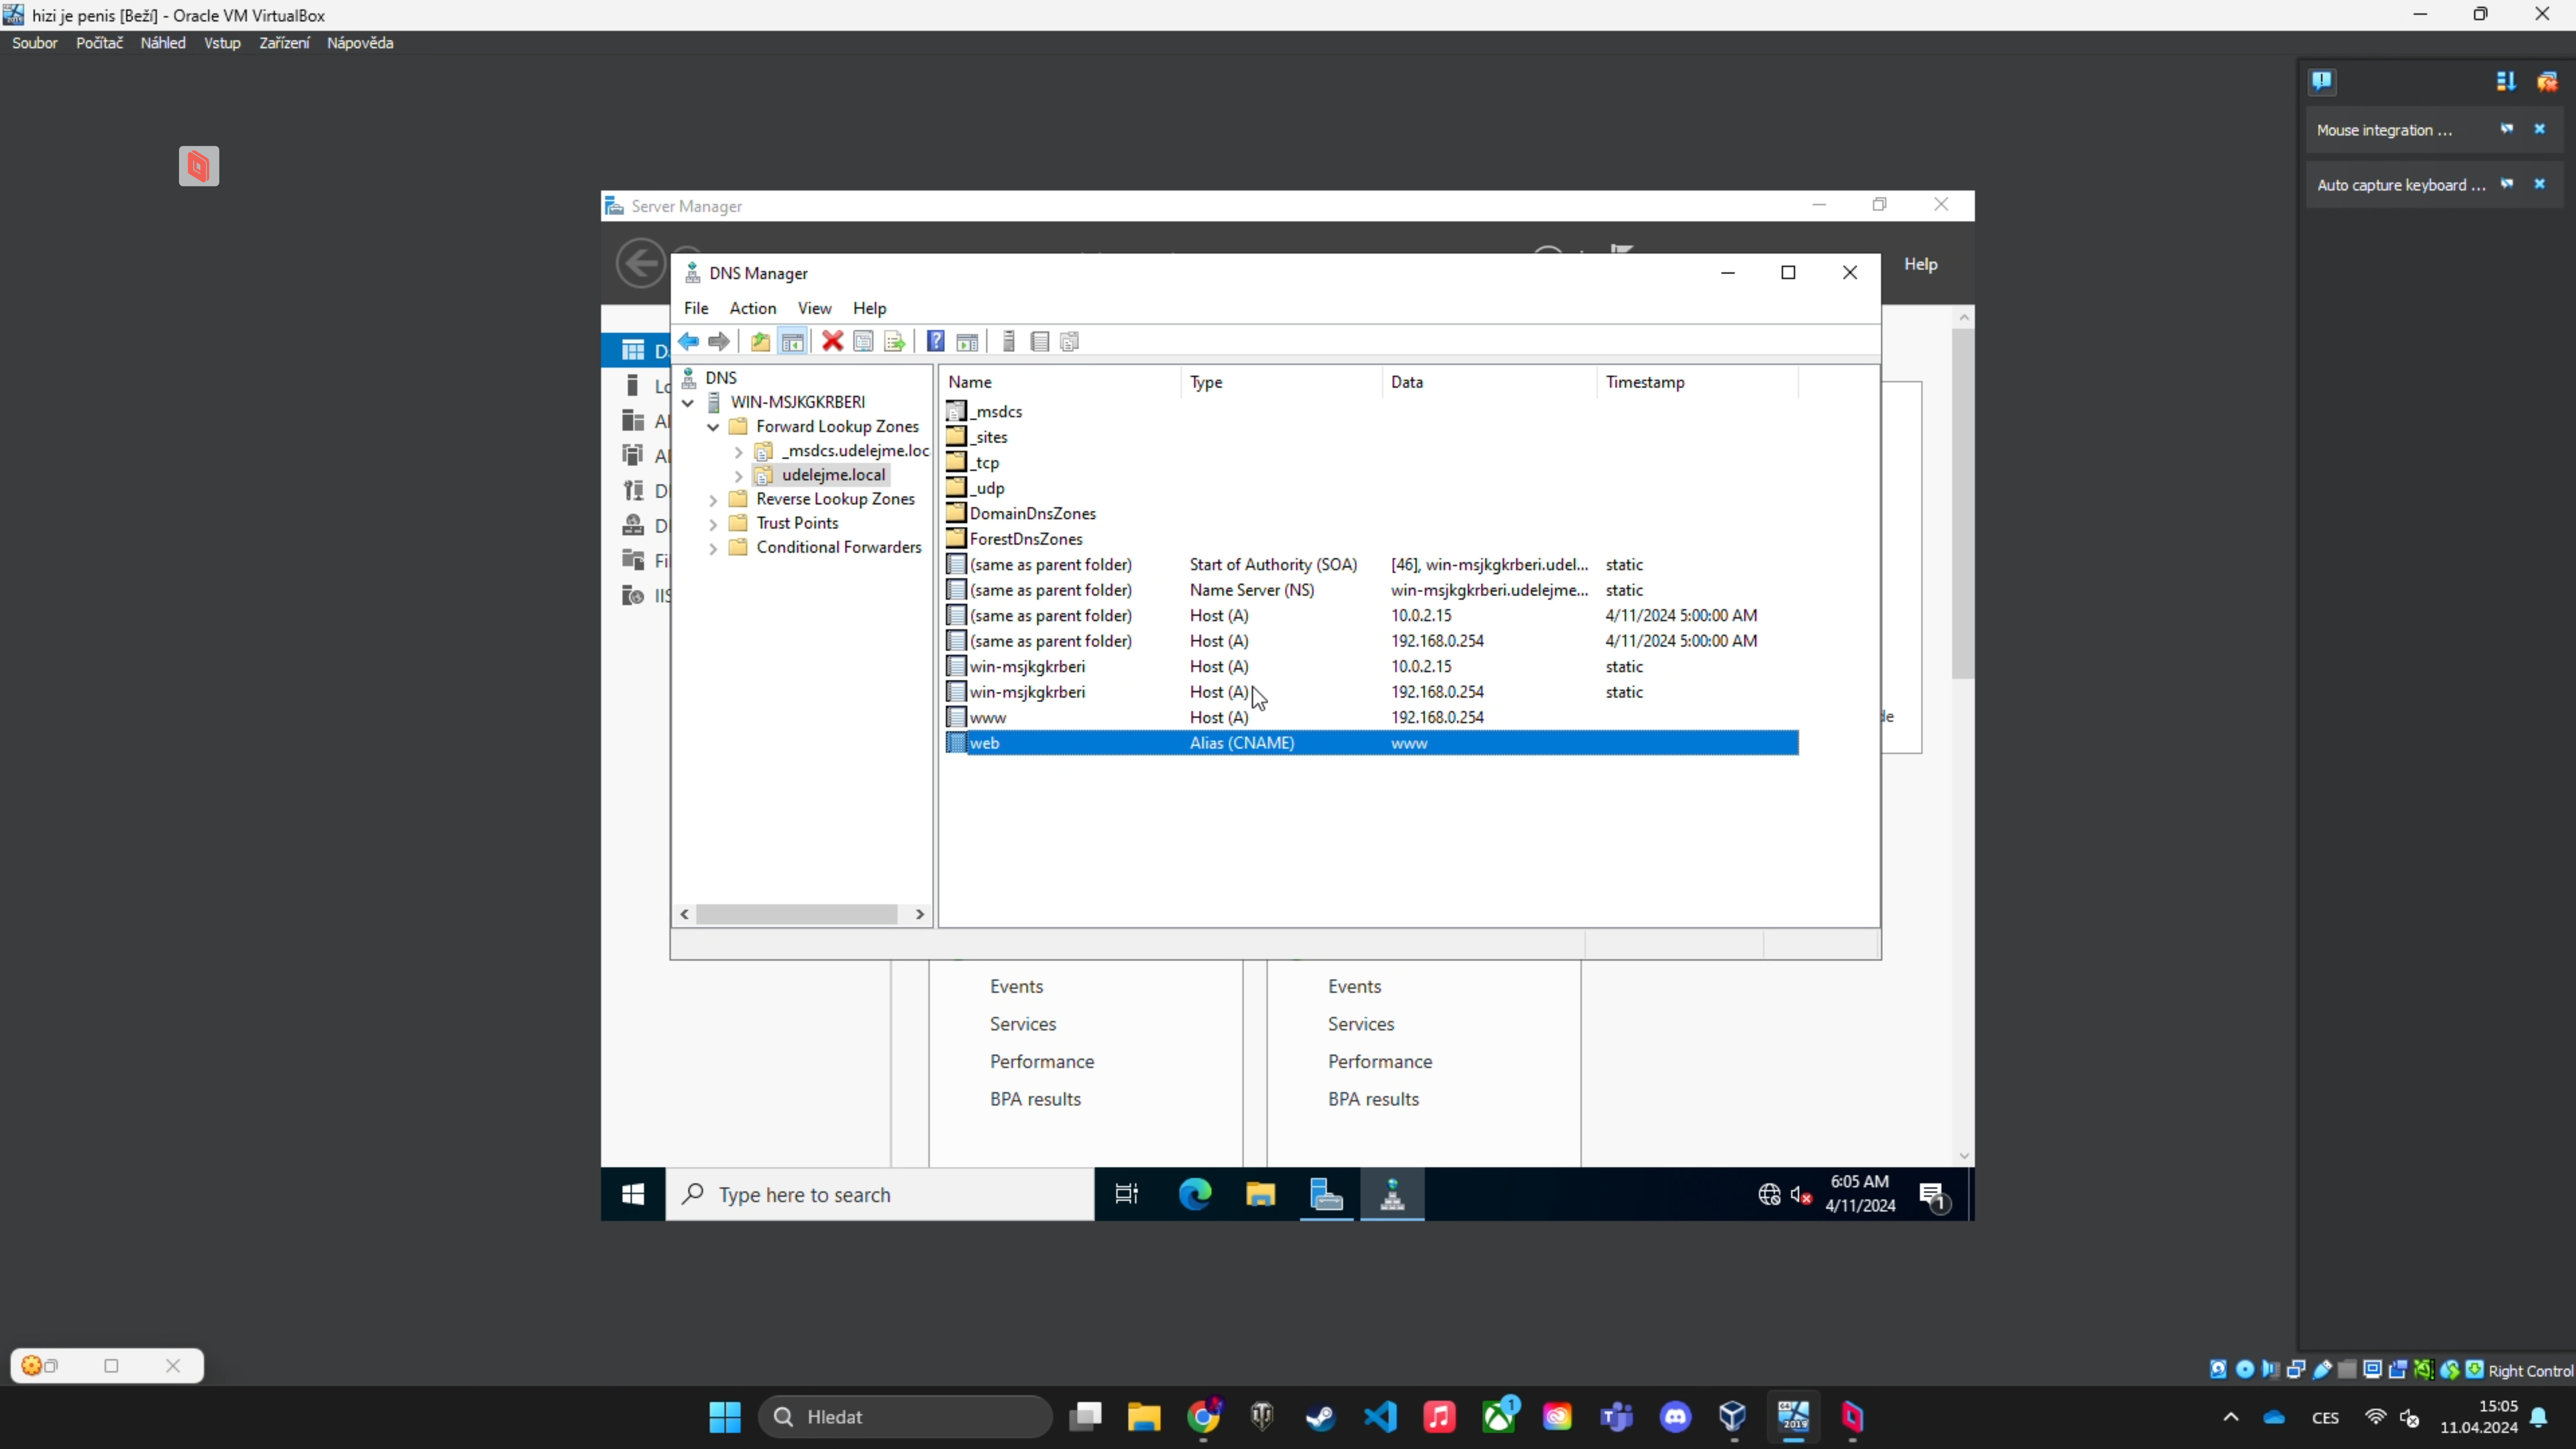 hizi je penis [Beží] - Oracle VM VirtualBox
Soubor Počítač Náhled Vstup Zařízení Nápověda
Mouse integration ...
Auto capture keyboard ...
Server Manager
Help
DNS Manager
File Action View Help
DNS
WIN-MSJKGKRBERI
Forward Lookup Zones
_msdcs.udelejme.loc
udelejme.local
Reverse Lookup Zones
Trust Points
Conditional Forwarders
Name Type Data Timestamp
_msdcs
_sites
_tcp
_udp
DomainDnsZones
ForestDnsZones
(same as parent folder) Start of Authority (SOA) [46], win-msjkgkrberi.udel... static
(same as parent folder) Name Server (NS) win-msjkgkrberi.udelejme... static
(same as parent folder) Host (A) 10.0.2.15 4/11/2024 5:00:00 AM
(same as parent folder) Host (A) 192.168.0.254 4/11/2024 5:00:00 AM
win-msjkgkrberi Host (A) 10.0.2.15 static
win-msjkgkrberi Host (A) 192.168.0.254 static
www Host (A) 192.168.0.254
web Alias (CNAME) www
Events Events
Services Services
Performance Performance
BPA results BPA results
Type here to search
6:05 AM
4/11/2024
1
Right Control
Hledat
1
CES
15:05
11.04.2024